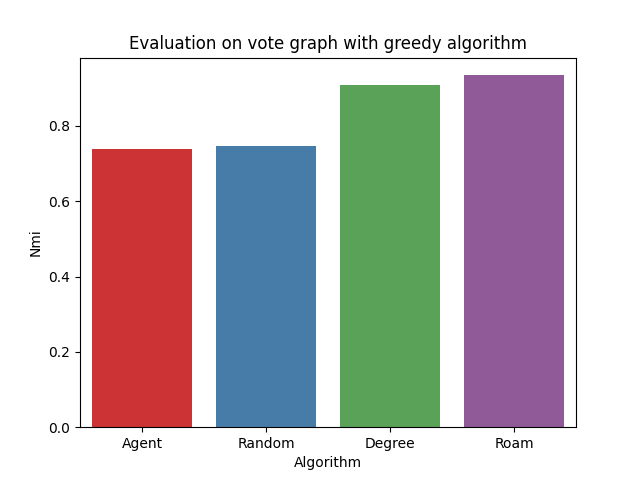 Evaluation on vote graph with greedy algorithm
Nmi
0.8
0.6
0.4
0.2
0.0
Agent Random Degree Roam
Algorithm